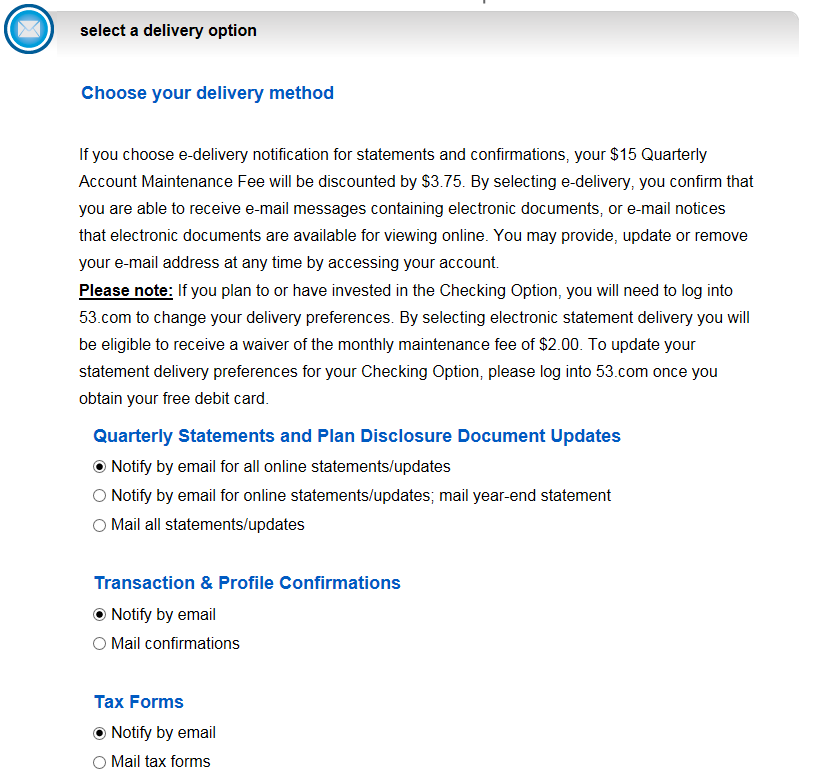 select a delivery option
Choose your delivery method
If you choose e-delivery notification for statements and confirmations, your $15 Quarterly
Account Maintenance Fee will be discounted by $3.75. By selecting e-delivery, you confirm that
you are able to receive e-mail messages containing electronic documents, or e-mail notices
that electronic documents are available for viewing online. You may provide, update or remove
your e-mail address at any time by accessing your account.
Please note: If you plan to or have invested in the Checking Option, you will need to log into
53.com to change your delivery preferences. By selecting electronic statement delivery you will
be eligible to receive a waiver of the monthly maintenance fee of $2.00. To update your
statement delivery preferences for your Checking Option, please log into 53.com once you
obtain your free debit card.
Quarterly Statements and Plan Disclosure Document Updates
Notify by email for all online statements/updates
Notify by email for online statements/updates; mail year-end statement
Mail all statements/updates
Transaction & Profile Confirmations
Notify by email
Mail confirmations
Tax Forms
Notify by email
Mail tax forms